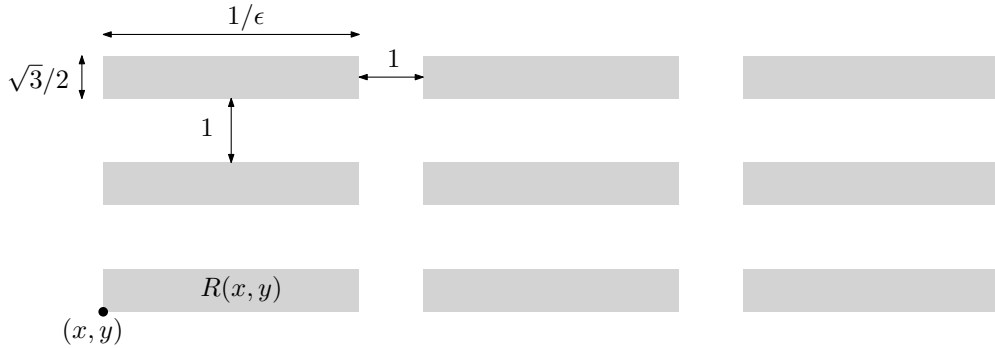 1/ϵ
1
√3/2
1
R(x, y)
(x, y)